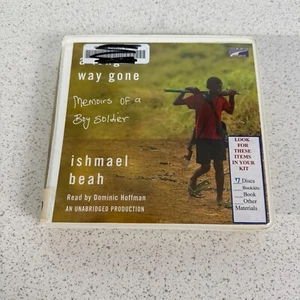 way gone
Memoirs of a
Boy Soldier
ishmael
beah
Read by Dominic Hoffman
AN UNABRIDGED PRODUCTION
LOOK
FOR
THESE
ITEMS
IN YOUR
KIT
7 Discs
Booklets
Book
Other
Materials